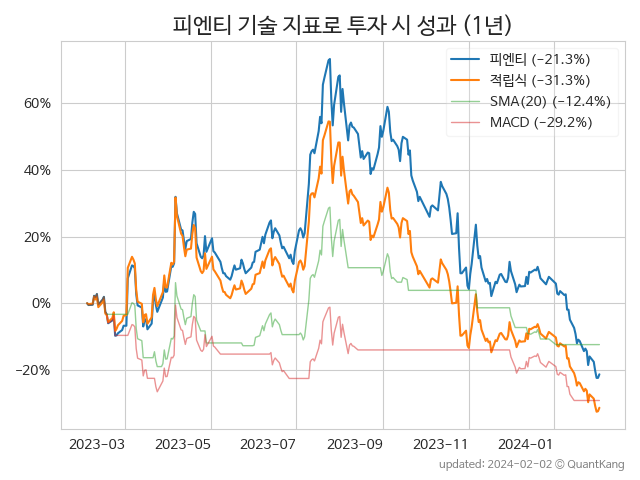 피엔티 기술 지표로 투자 시 성과 (1년)
피엔티 (−21.3%)
적립식 (−31.3%)
SMA(20) (−12.4%)
MACD (−29.2%)
60%
40%
20%
0%
−20%
2023−03 2023−05 2023−07 2023−09 2023−11 2024−01
updated: 2024−02−02 © QuantKang